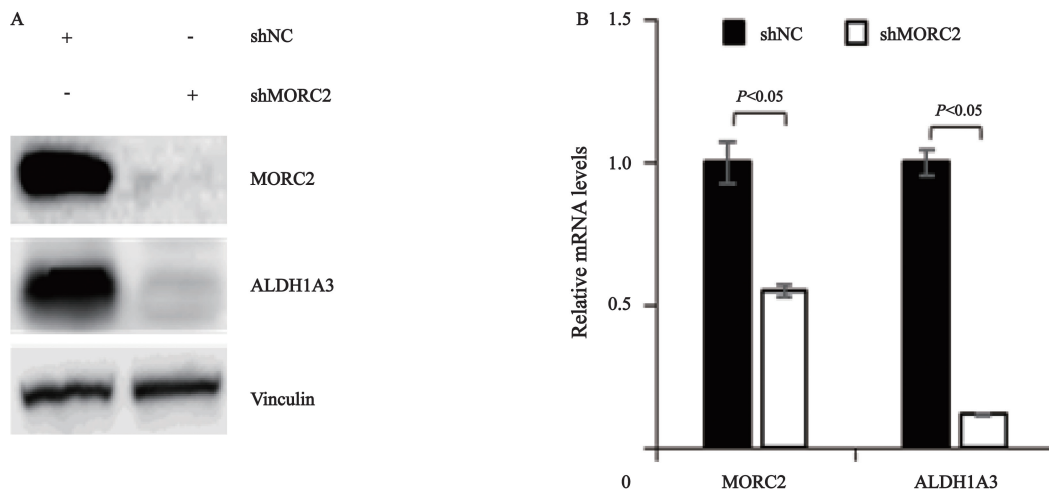 A
+ - shNC
- + shMORC2
MORC2
ALDH1A3
Vinculin
B
1.5
1.0
0.5
0
Relative mRNA levels
shNC shMORC2
P<0.05
P<0.05
MORC2 ALDH1A3